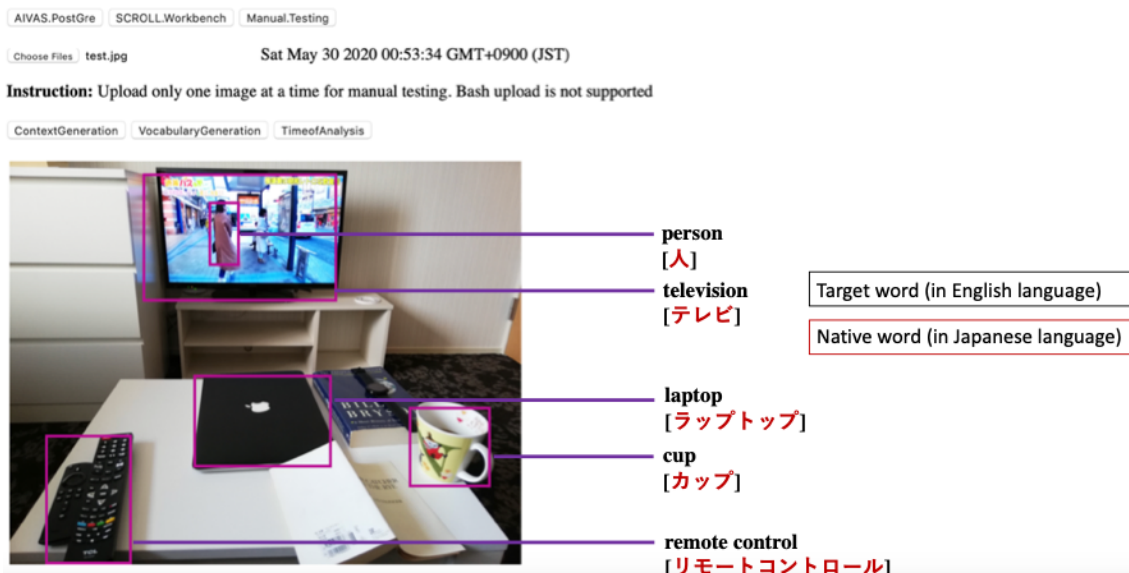 AIVAS.PostGre SCROLL.Workbench Manual.Testing
Choose Files test.jpg Sat May 30 2020 00:53:34 GMT+0900 (JST)
Instruction: Upload only one image at a time for manual testing. Bash upload is not supported
ContextGeneration VocabularyGeneration TimeofAnalysis
person
[人]
television
[テレビ]
Target word (in English language)
Native word (in Japanese language)
laptop
[ラップトップ]
BILL
BRY
cup
[カップ]
remote control
[リモートコントロール]
TCL